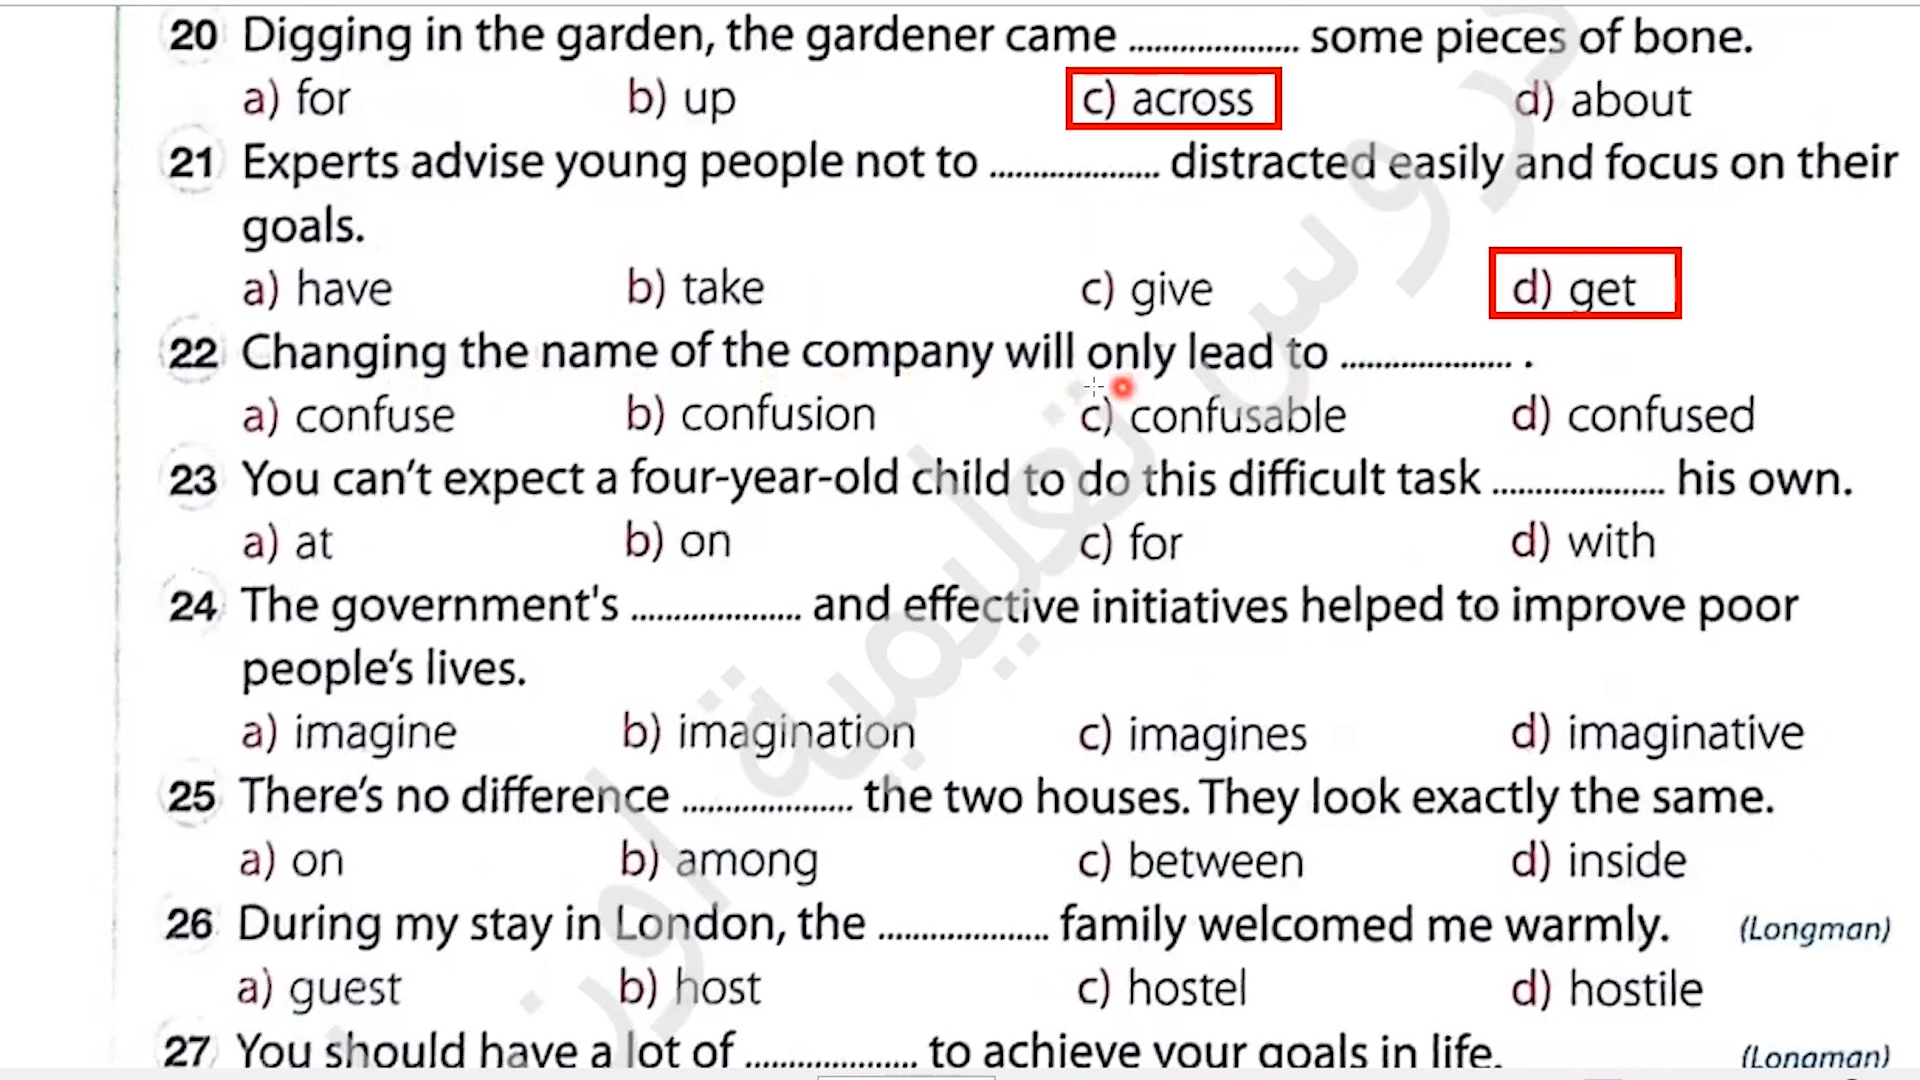 20 Digging in the garden, the gardener came .................... some pieces of bone.
a) for b) up c) across d) about
21 Experts advise young people not to .................... distracted easily and focus on their
goals.
a) have b) take c) give d) get
22 Changing the name of the company will only lead to .................... .
a) confuse b) confusion c) confusable d) confused
23 You can't expect a four-year-old child to do this difficult task .................... his own.
a) at b) on c) for d) with
24 The government's .................... and effective initiatives helped to improve poor
people's lives.
a) imagine b) imagination c) imagines d) imaginative
25 There's no difference .................... the two houses. They look exactly the same.
a) on b) among c) between d) inside
26 During my stay in London, the .................... family welcomed me warmly. (Longman)
a) guest b) host c) hostel d) hostile
27 You should have a lot of .................... to achieve your goals in life. (Longman)
دروس تعليمية اون